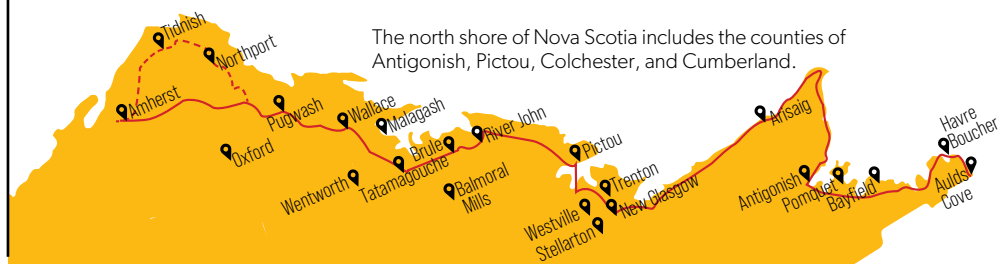 The north shore of Nova Scotia includes the counties of
Antigonish, Pictou, Colchester, and Cumberland.
Tidnish
Northport
Amherst
Pugwash
Wallace
Malagash
Oxford
Wentworth
Tatamagouche
Brule
River John
Balmoral
Mills
Pictou
Trenton
New Glasgow
Westville
Stellarton
Arisaig
Antigonish
Pomquet
Bayfield
Havre
Boucher
Aulds
Cove